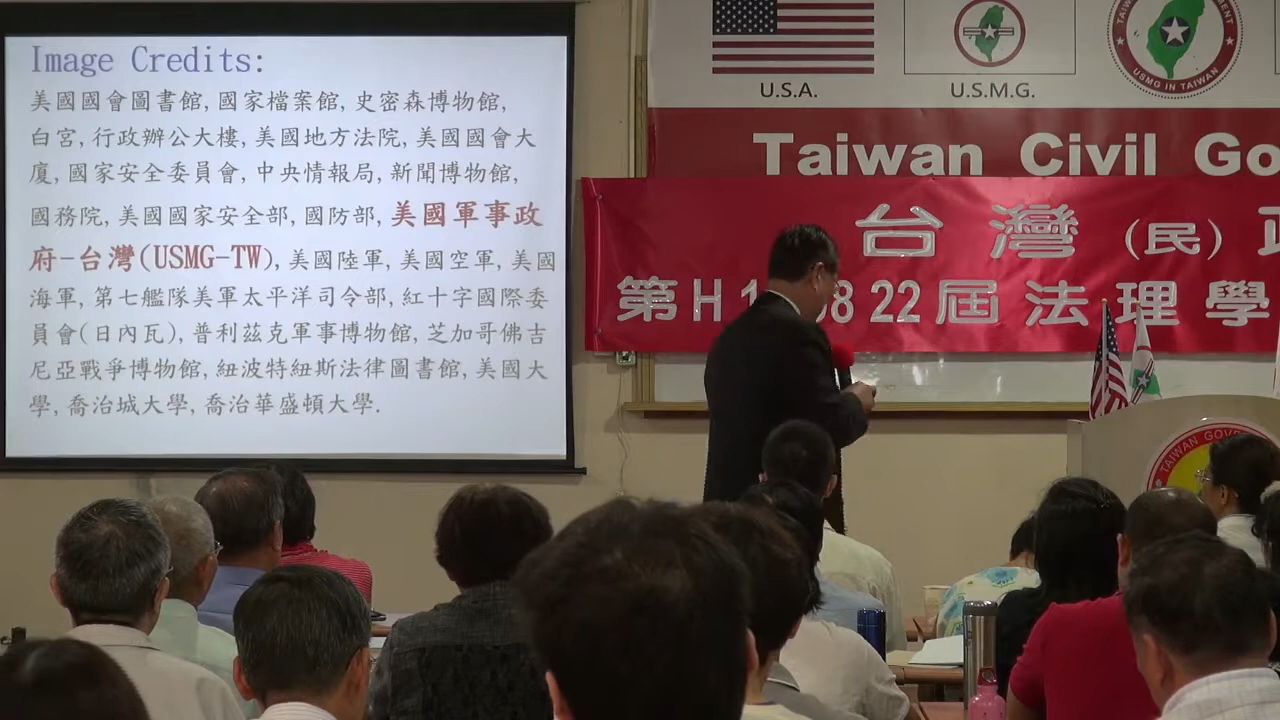 Image Credits:
美國國會圖書館, 國家檔案館, 史密森博物館,
白宮, 行政辦公大樓, 美國地方法院, 美國國會大
廈, 國家安全委員會, 中央情報局, 新聞博物館,
國務院, 美國國家安全部, 國防部, 美國軍事政
府-台灣(USMG-TW), 美國陸軍, 美國空軍, 美國
海軍, 第七艦隊美軍太平洋司令部, 紅十字國際委
員會(日內瓦), 普利茲克軍事博物館, 芝加哥佛吉
尼亞戰爭博物館, 紐波特紐斯法律圖書館, 美國大
學, 喬治城大學, 喬治華盛頓大學.
U.S.A.
U.S.M.G.
USMG IN TAIWAN
Taiwan Civil Go
台灣(民)
第H 1 08 22屆法理學
TAIWAN GOV